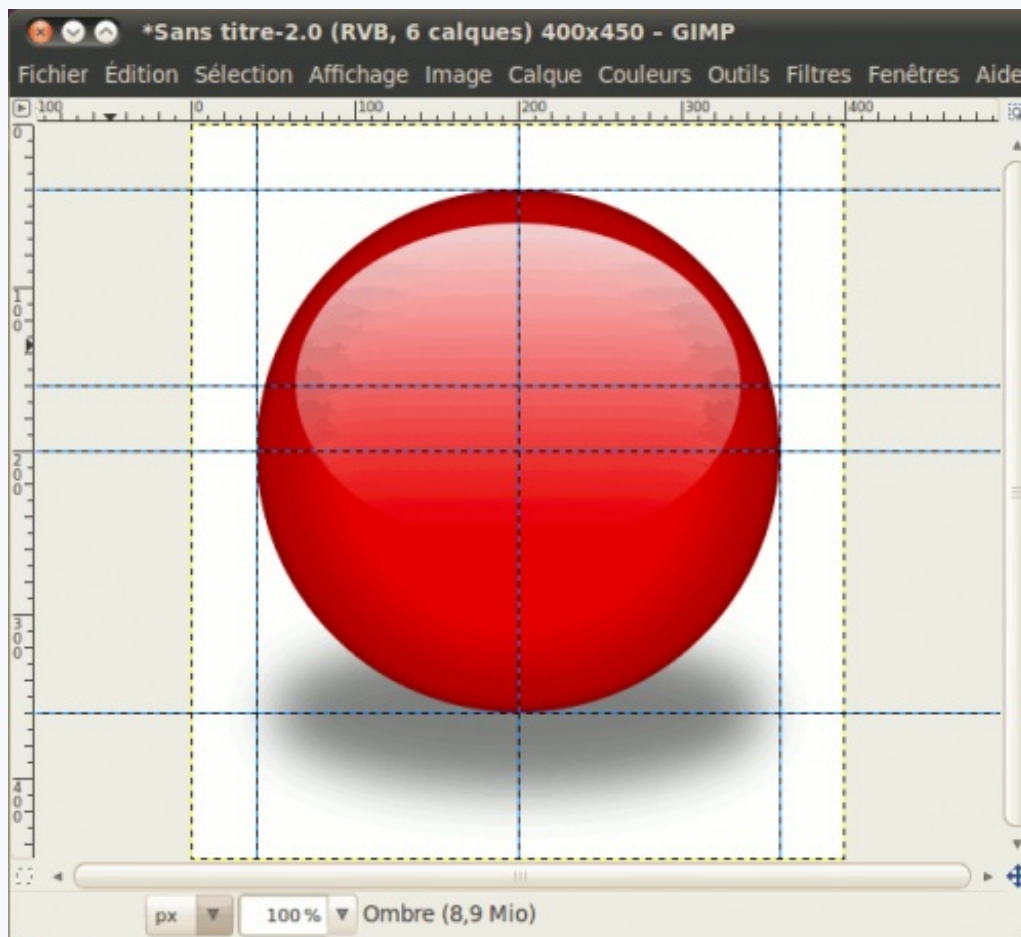 *Sans titre-2.0 (RVB, 6 calques) 400x450 – GIMP
Fichier Édition Sélection Affichage Image Calque Couleurs Outils Filtres Fenêtres Aide
100 0 100 200 300 400
0
100
200
300
400
px 100 % Ombre (8,9 Mio)